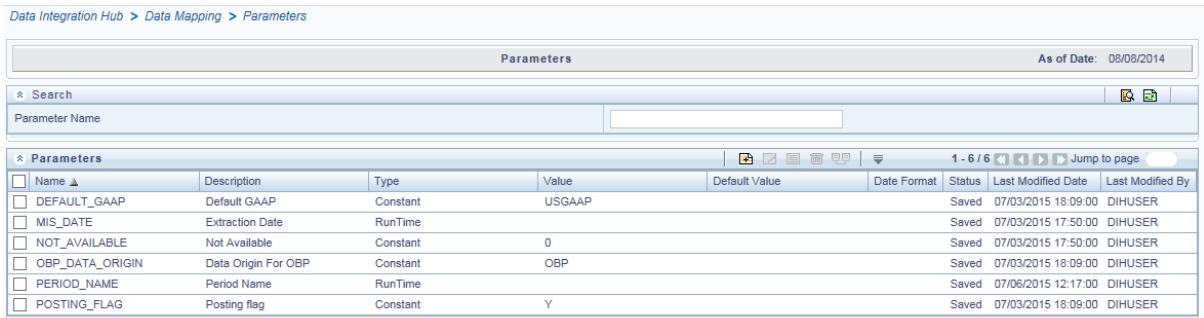 Data Integration Hub > Data Mapping > Parameters
Parameters As of Date: 08/08/2014
Search
Parameter Name
Parameters 1 - 6 / 6 Jump to page
Name Description Type Value Default Value Date Format Status Last Modified Date Last Modified By
DEFAULT_GAAP Default GAAP Constant USGAAP Saved 07/03/2015 18:09:00 DIHUSER
MIS_DATE Extraction Date RunTime Saved 07/03/2015 17:50:00 DIHUSER
NOT_AVAILABLE Not Available Constant 0 Saved 07/03/2015 17:50:00 DIHUSER
OBP_DATA_ORIGIN Data Origin For OBP Constant OBP Saved 07/03/2015 18:09:00 DIHUSER
PERIOD_NAME Period Name RunTime Saved 07/06/2015 12:17:00 DIHUSER
POSTING_FLAG Posting flag Constant Y Saved 07/03/2015 18:09:00 DIHUSER